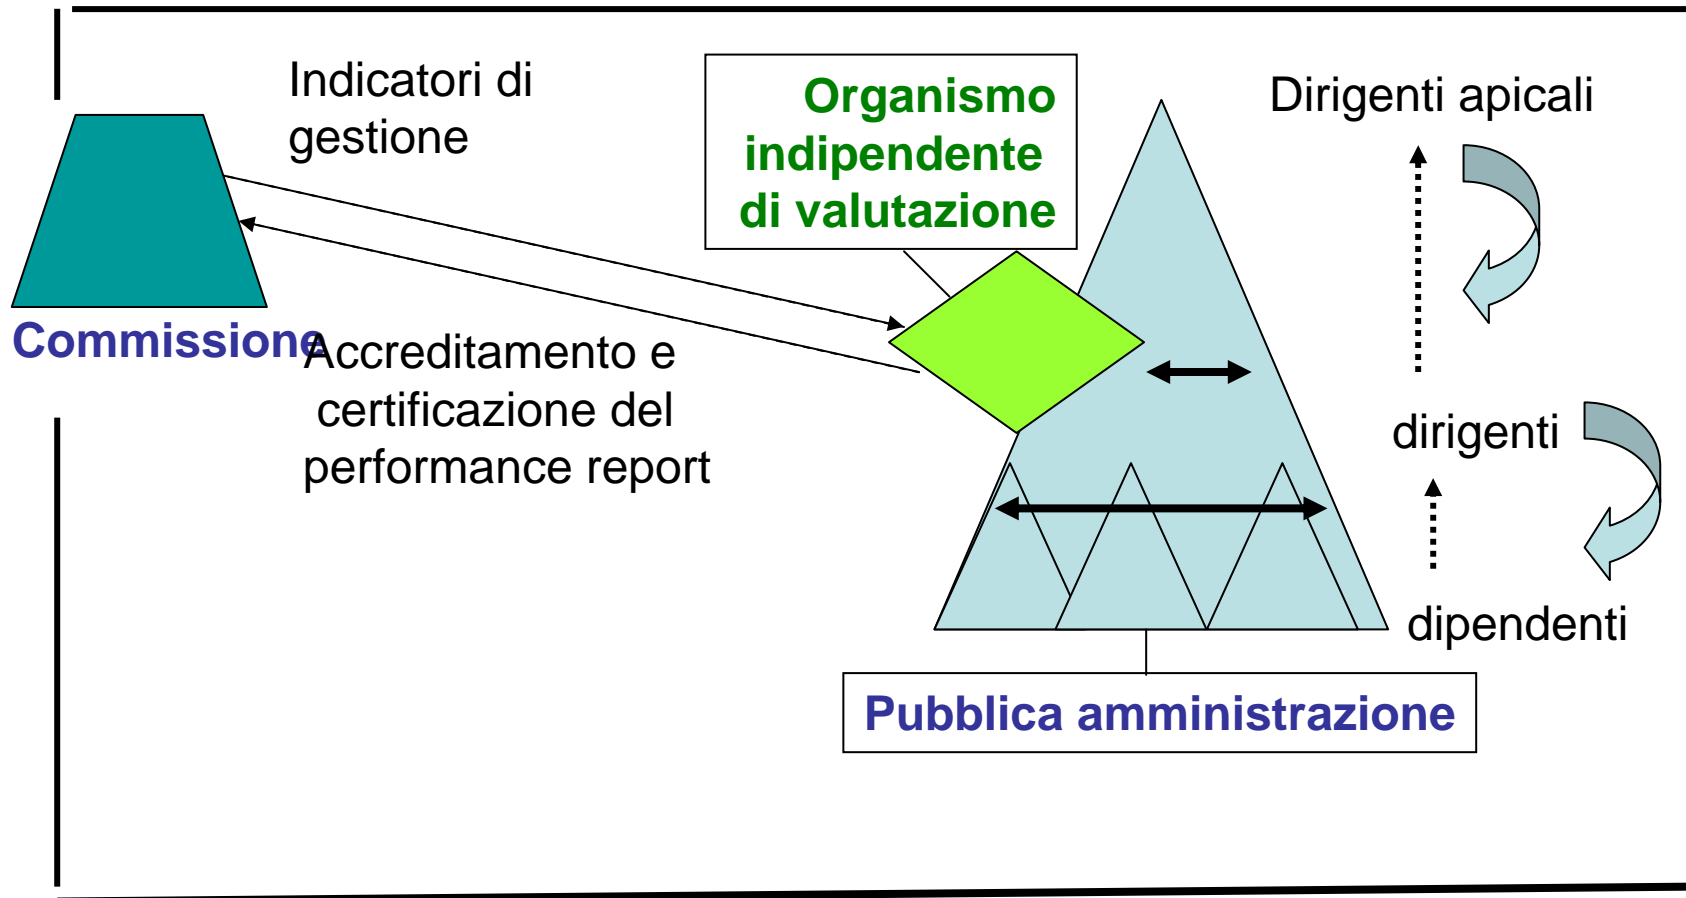 Indicatori di
gestione
Organismo
indipendente
di valutazione
Dirigenti apicali
Commissione
Accreditamento e
certificazione del
performance report
dirigenti
dipendenti
Pubblica amministrazione